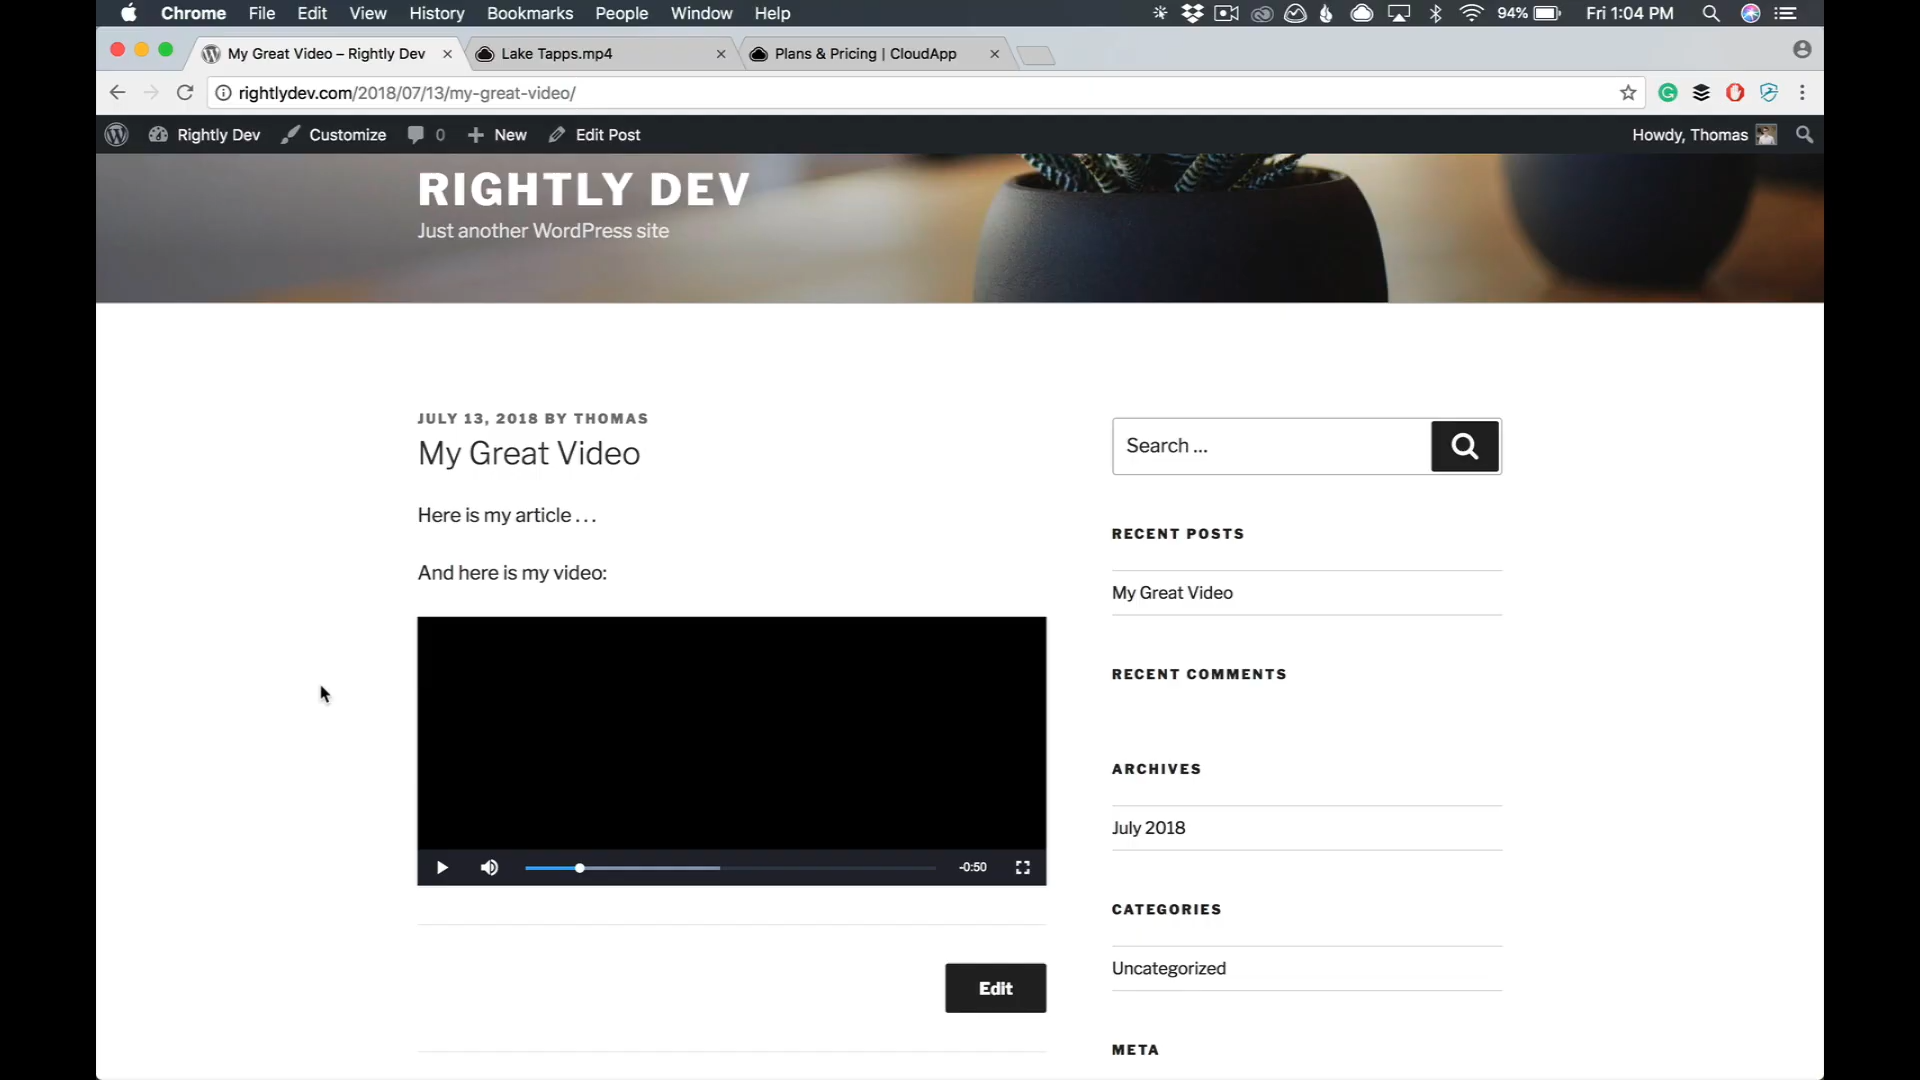 Chrome File Edit View History Bookmarks People Window Help 94% Fri 1:04 PM
My Great Video – Rightly Dev Lake Tapps.mp4 Plans & Pricing | CloudApp
rightlydev.com/2018/07/13/my-great-video/
Rightly Dev Customize 0 New Edit Post Howdy, Thomas
RIGHTLY DEV
Just another WordPress site
JULY 13, 2018 BY THOMAS
My Great Video
Here is my article . . .
And here is my video:
-0:50
Edit
Search ...
RECENT POSTS
My Great Video
RECENT COMMENTS
ARCHIVES
July 2018
CATEGORIES
Uncategorized
META